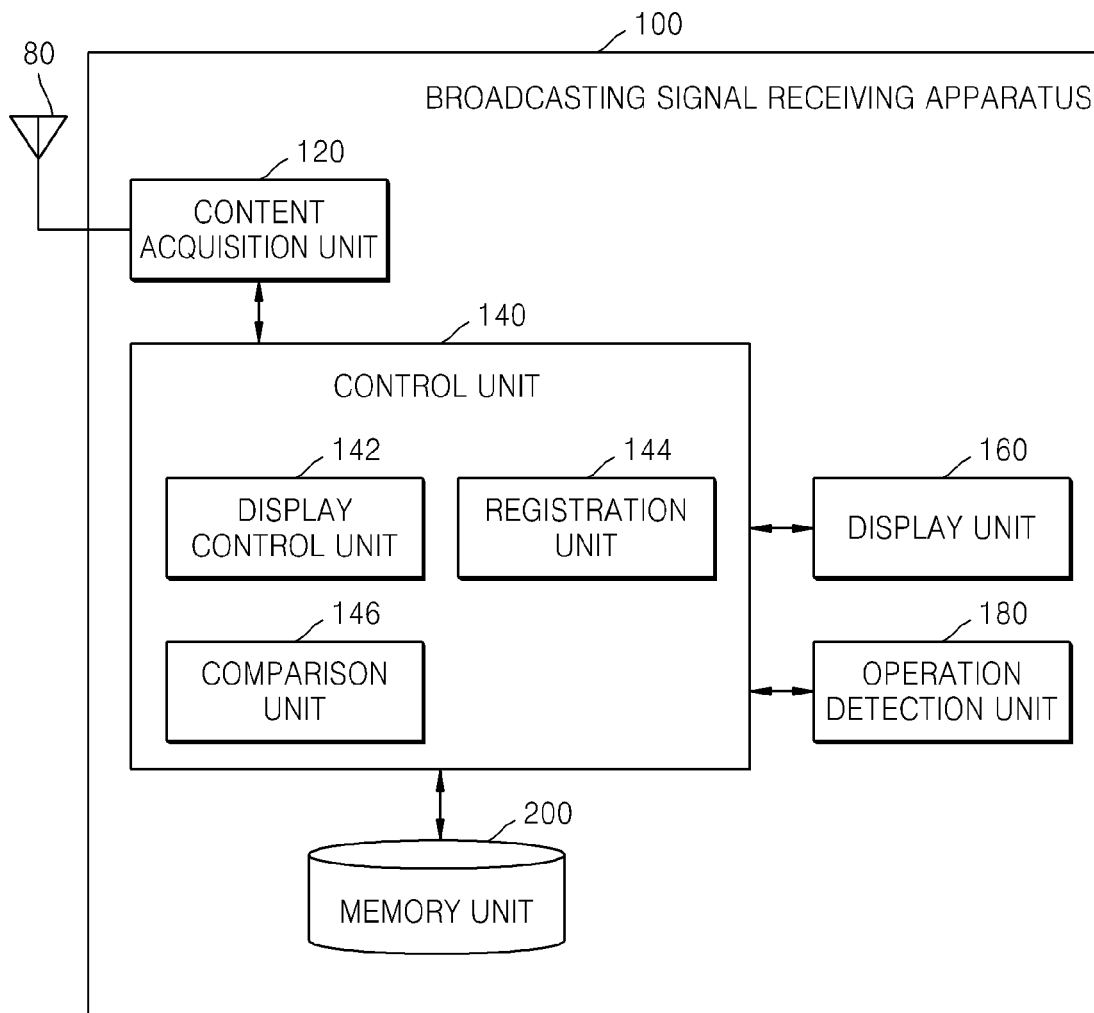 100
80
BROADCASTING SIGNAL RECEIVING APPARATUS
120
CONTENT
ACQUISITION UNIT
140
CONTROL UNIT
142
DISPLAY
CONTROL UNIT
144
REGISTRATION
UNIT
160
DISPLAY UNIT
146
COMPARISON
UNIT
180
OPERATION
DETECTION UNIT
200
MEMORY UNIT